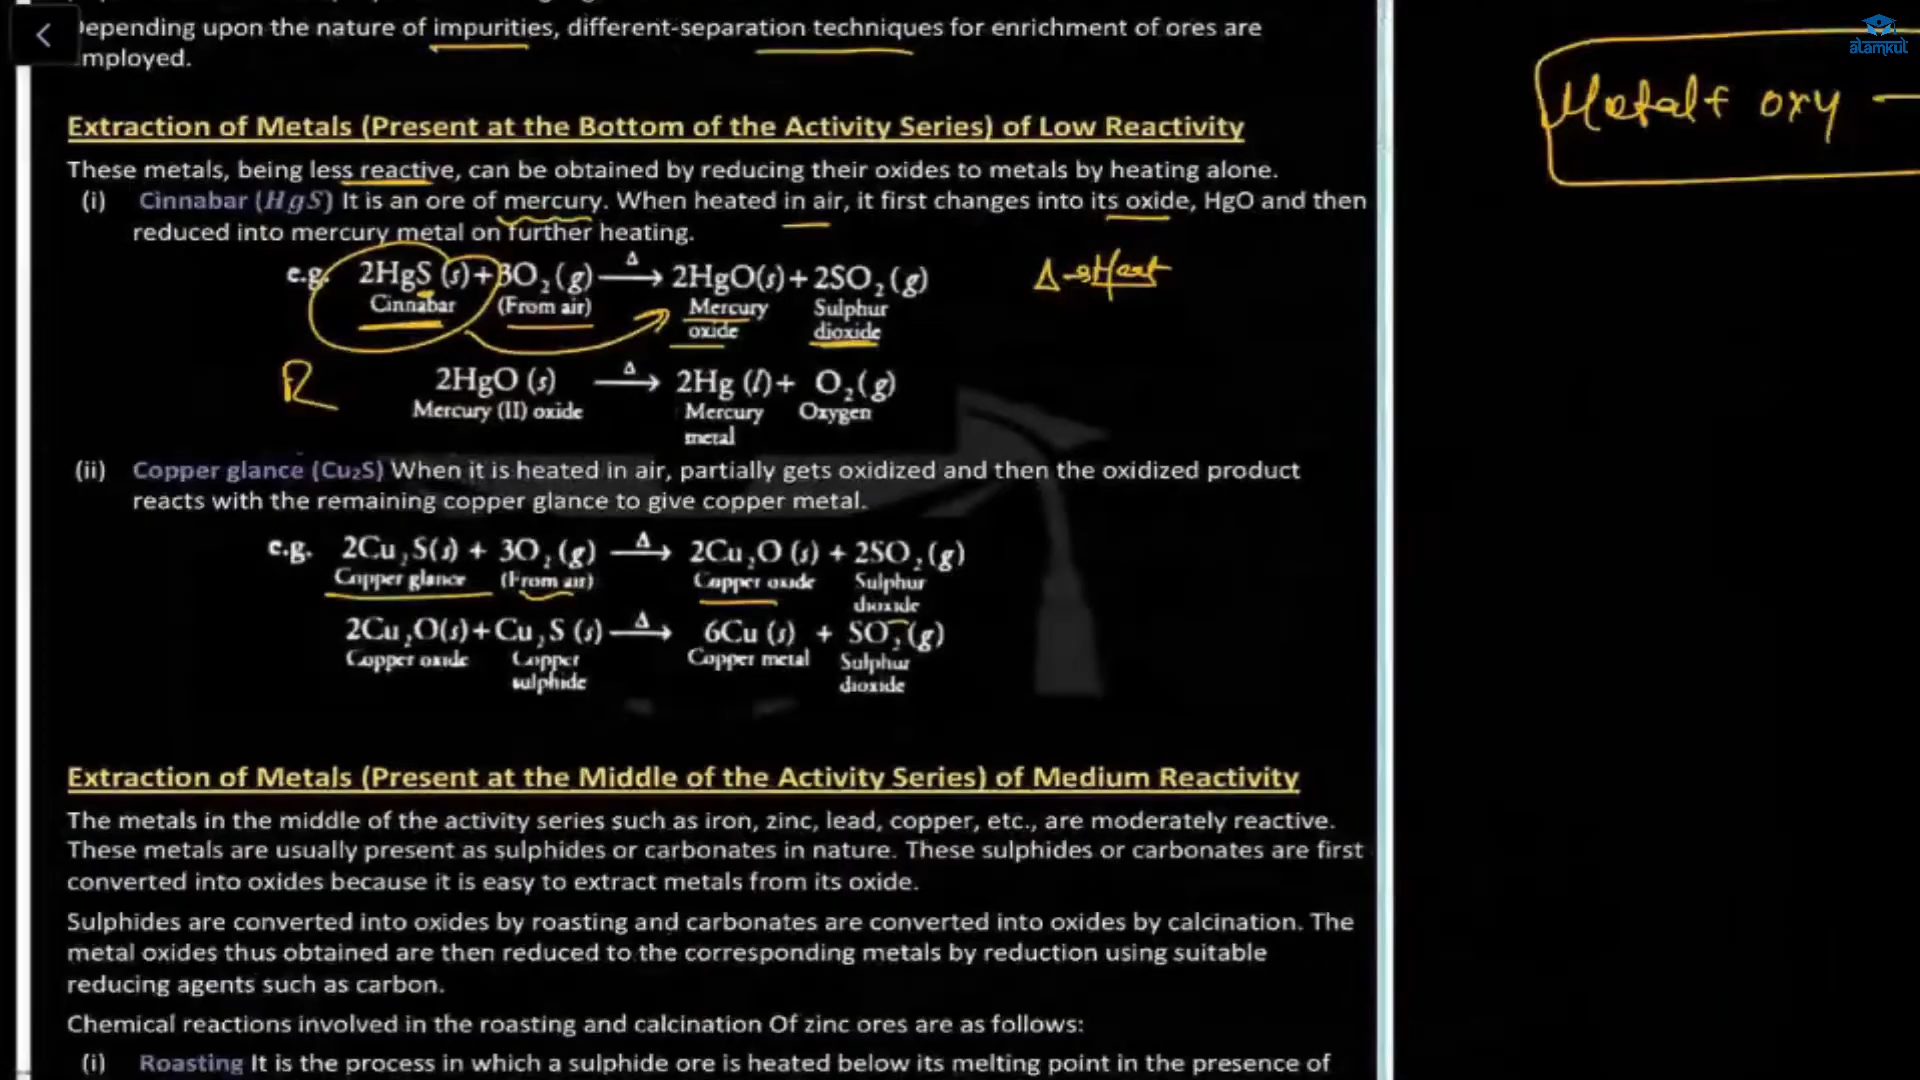 Depending upon the nature of impurities, different-separation techniques for enrichment of ores are
employed.
alamkul
Metal + oxy —
Extraction of Metals (Present at the Bottom of the Activity Series) of Low Reactivity
These metals, being less reactive, can be obtained by reducing their oxides to metals by heating alone.
(i) Cinnabar (HgS) It is an ore of mercury. When heated in air, it first changes into its oxide, HgO and then
reduced into mercury metal on further heating.
e.g. 2HgS (s) + 3O₂ (g) —Δ→ 2HgO(s) + 2SO₂ (g)
Cinnabar (From air) Mercury Sulphur
oxide dioxide
Δ → Heat
R 2HgO (s) —Δ→ 2Hg (l) + O₂ (g)
Mercury (II) oxide Mercury Oxygen
metal
(ii) Copper glance (Cu₂S) When it is heated in air, partially gets oxidized and then the oxidized product
reacts with the remaining copper glance to give copper metal.
e.g. 2Cu₂S(s) + 3O₂ (g) —Δ→ 2Cu₂O (s) + 2SO₂ (g)
Copper glance (From air) Copper oxide Sulphur
dioxide
2Cu₂O(s) + Cu₂S (s) —Δ→ 6Cu (s) + SO₂ (g)
Copper oxide Copper Copper metal Sulphur
sulphide dioxide
Extraction of Metals (Present at the Middle of the Activity Series) of Medium Reactivity
The metals in the middle of the activity series such as iron, zinc, lead, copper, etc., are moderately reactive.
These metals are usually present as sulphides or carbonates in nature. These sulphides or carbonates are first
converted into oxides because it is easy to extract metals from its oxide.
Sulphides are converted into oxides by roasting and carbonates are converted into oxides by calcination. The
metal oxides thus obtained are then reduced to the corresponding metals by reduction using suitable
reducing agents such as carbon.
Chemical reactions involved in the roasting and calcination Of zinc ores are as follows:
(i) Roasting It is the process in which a sulphide ore is heated below its melting point in the presence of